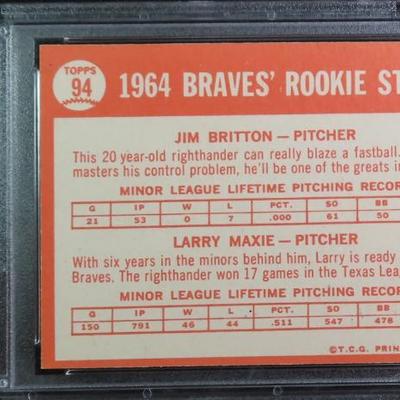 TOPPS
94
1964 BRAVES' ROOKIE ST
JIM BRITTON — PITCHER
This 20 year-old righthander can really blaze a fastball.
masters his control problem, he'll be one of the greats in
MINOR LEAGUE LIFETIME PITCHING RECOR
G IP W L PCT. SO BB
21 53 0 7 .000 61 50
LARRY MAXIE — PITCHER
With six years in the minors behind him, Larry is ready
Braves. The righthander won 17 games in the Texas Lea
MINOR LEAGUE LIFETIME PITCHING RECOR
G IP W L PCT. SO BB
150 791 46 44 .511 547 478
©T.C.G. PRIN